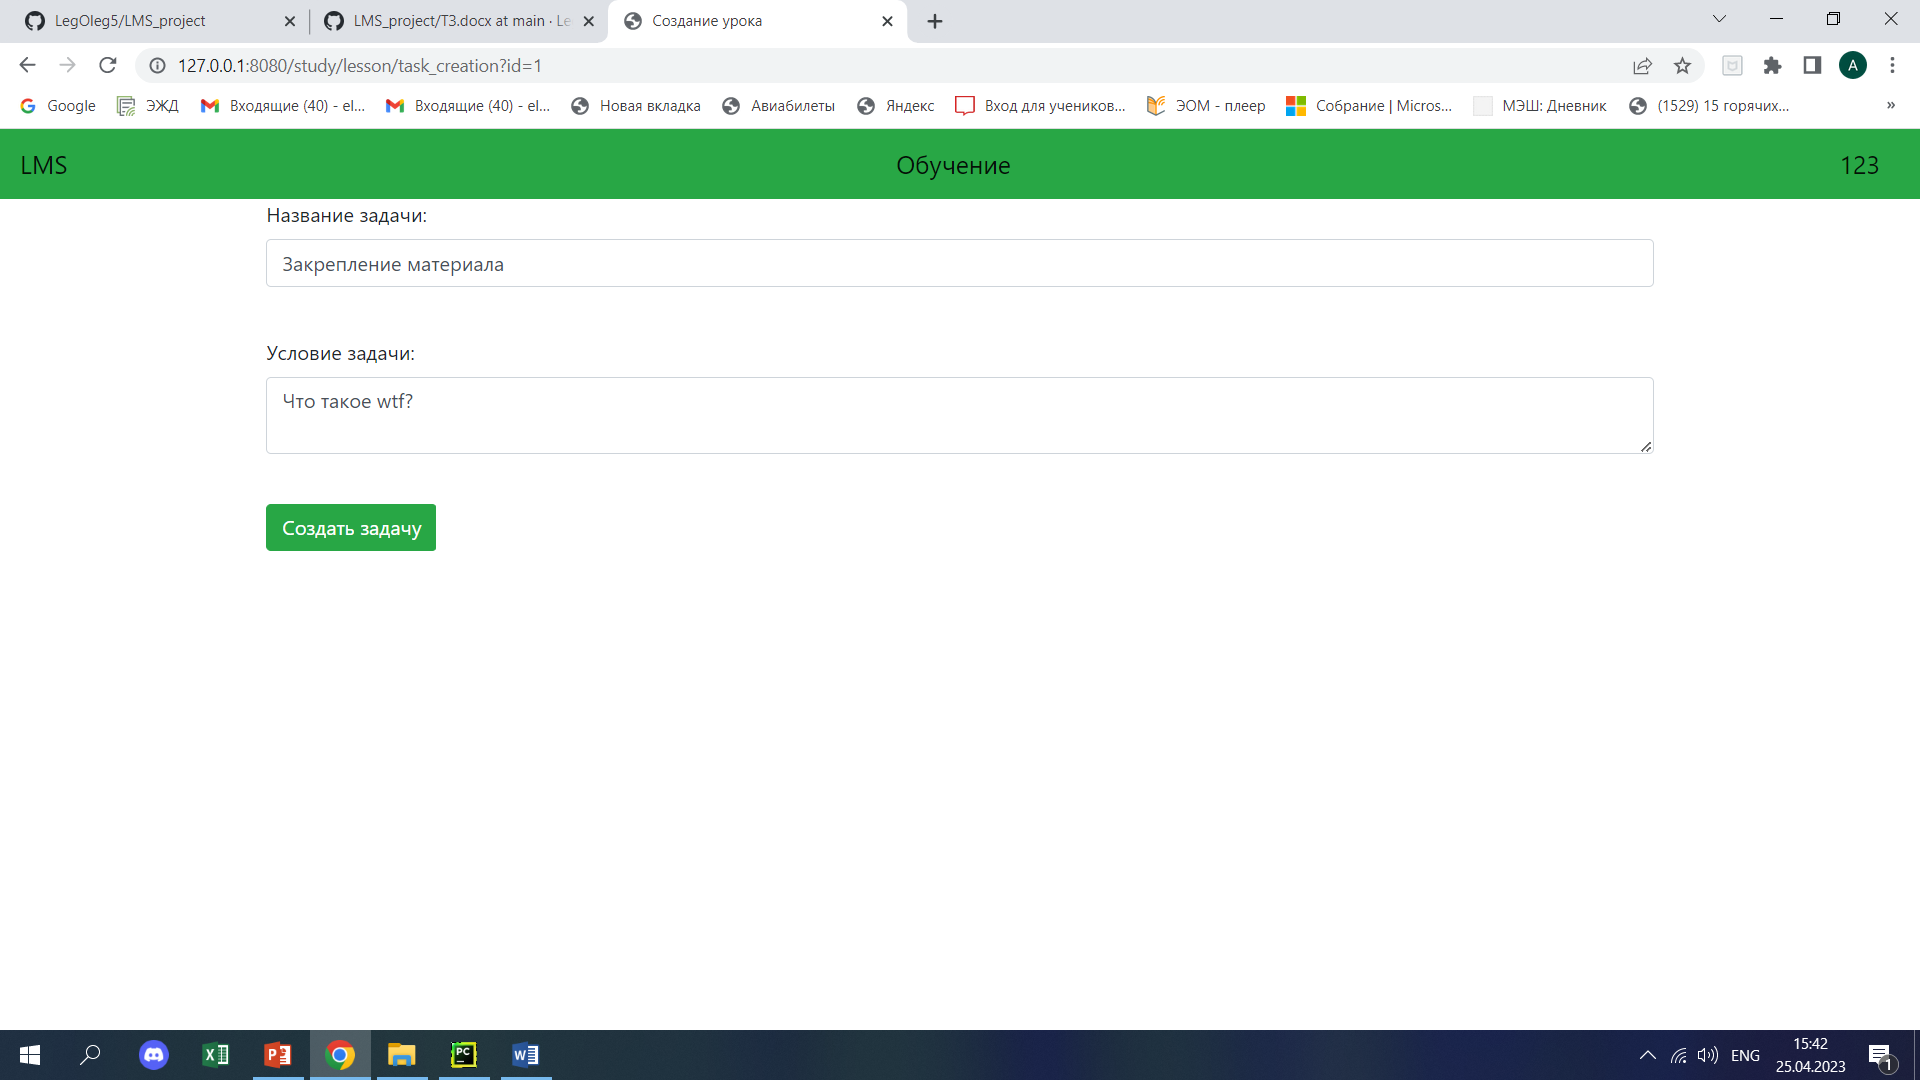 LegOleg5/LMS_project
LMS_project/ТЗ.docx at main · Le
Создание урока
127.0.0.1:8080/study/lesson/task_creation?id=1
A
Google
ЭЖД
Входящие (40) - el...
Входящие (40) - el...
Новая вкладка
Авиабилеты
Яндекс
Вход для учеников...
ЭОМ - плеер
Собрание | Micros...
МЭШ: Дневник
(1529) 15 горячих...
»
LMS
Обучение
123
Название задачи:
Закрепление материала
Условие задачи:
Что такое wtf?
Создать задачу
ENG
15:42
25.04.2023
1